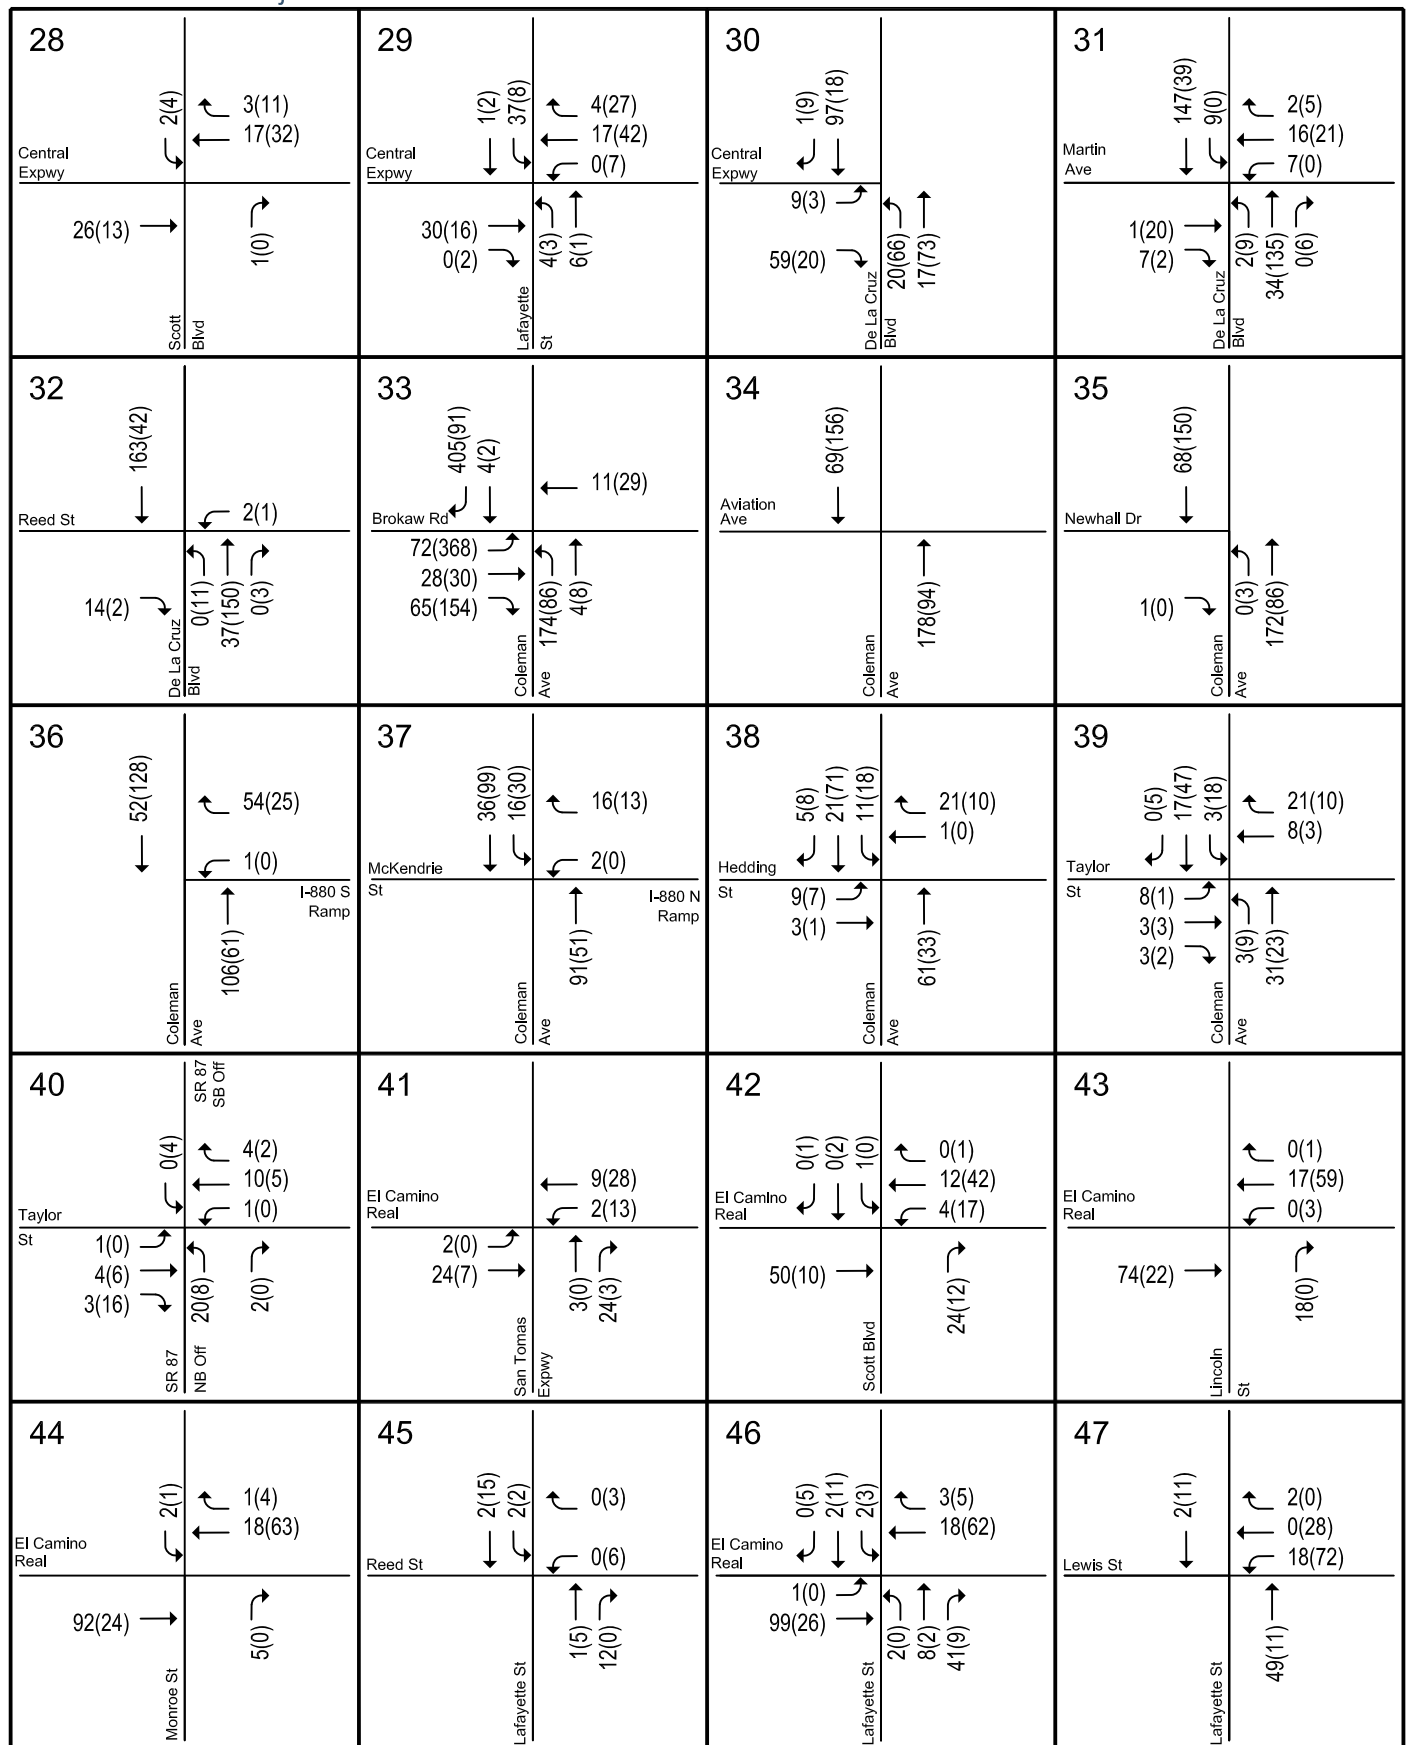 28
2(4)
3(11)
17(32)
Central
Expwy
26(13)
1(0)
Scott
Blvd
29
1(2)
37(8)
4(27)
17(42)
0(7)
Central
Expwy
30(16)
0(2)
4(3)
6(1)
Lafayette
St
30
1(9)
97(18)
Central
Expwy
9(3)
59(20)
20(66)
17(73)
De La Cruz
Blvd
31
147(39)
9(0)
2(5)
16(21)
7(0)
Martin
Ave
1(20)
7(2)
2(9)
34(135)
0(6)
De La Cruz
Blvd
32
163(42)
2(1)
Reed St
14(2)
0(11)
37(150)
0(3)
De La Cruz
Blvd
33
405(91)
4(2)
11(29)
Brokaw Rd
72(368)
28(30)
65(154)
174(86)
4(8)
Coleman
Ave
34
69(156)
Aviation
Ave
178(94)
Coleman
Ave
35
68(150)
Newhall Dr
1(0)
0(3)
172(86)
Coleman
Ave
36
52(128)
54(25)
1(0)
I-880 S
Ramp
106(61)
Coleman
Ave
37
36(99)
16(30)
16(13)
2(0)
McKendrie
St
I-880 N
Ramp
91(51)
Coleman
Ave
38
5(8)
21(71)
11(18)
21(10)
1(0)
Hedding
St
9(7)
3(1)
61(33)
Coleman
Ave
39
0(5)
17(47)
3(18)
21(10)
8(3)
Taylor
St
8(1)
3(3)
3(2)
3(9)
31(23)
Coleman
Ave
40
SR 87
SB Off
0(4)
4(2)
10(5)
1(0)
Taylor
St
1(0)
4(6)
3(16)
20(8)
2(0)
SR 87
NB Off
41
9(28)
2(13)
El Camino
Real
2(0)
24(7)
3(0)
24(3)
San Tomas
Expwy
42
0(1)
0(2)
1(0)
0(1)
12(42)
4(17)
El Camino
Real
50(10)
24(12)
Scott Blvd
43
0(1)
17(59)
0(3)
El Camino
Real
74(22)
18(0)
Lincoln
St
44
2(1)
1(4)
18(63)
El Camino
Real
92(24)
5(0)
Monroe St
45
2(15)
2(2)
0(3)
0(6)
Reed St
1(5)
12(0)
Lafayette St
46
0(5)
2(11)
2(3)
3(5)
18(62)
El Camino
Real
1(0)
99(26)
2(0)
8(2)
41(9)
Lafayette St
47
2(11)
2(0)
0(28)
18(72)
Lewis St
49(11)
Lafayette St